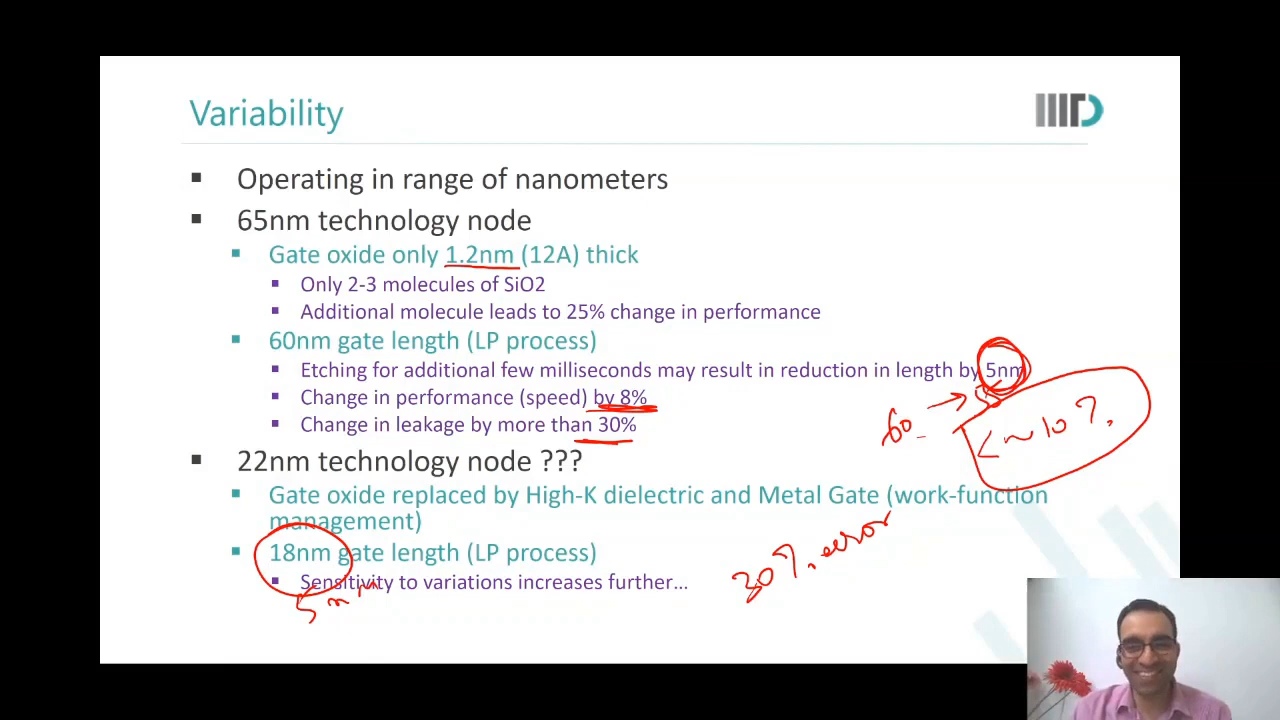 Variability
IIITD
Operating in range of nanometers
65nm technology node
Gate oxide only 1.2nm (12A) thick
Only 2-3 molecules of SiO2
Additional molecule leads to 25% change in performance
60nm gate length (LP process)
Etching for additional few milliseconds may result in reduction in length by 5nm
Change in performance (speed) by 8%
Change in leakage by more than 30%
60 → 55
< ~ 10 %
22nm technology node ???
Gate oxide replaced by High-K dielectric and Metal Gate (work-function
management)
18nm gate length (LP process)
Sensitivity to variations increases further...
5nm
30% error